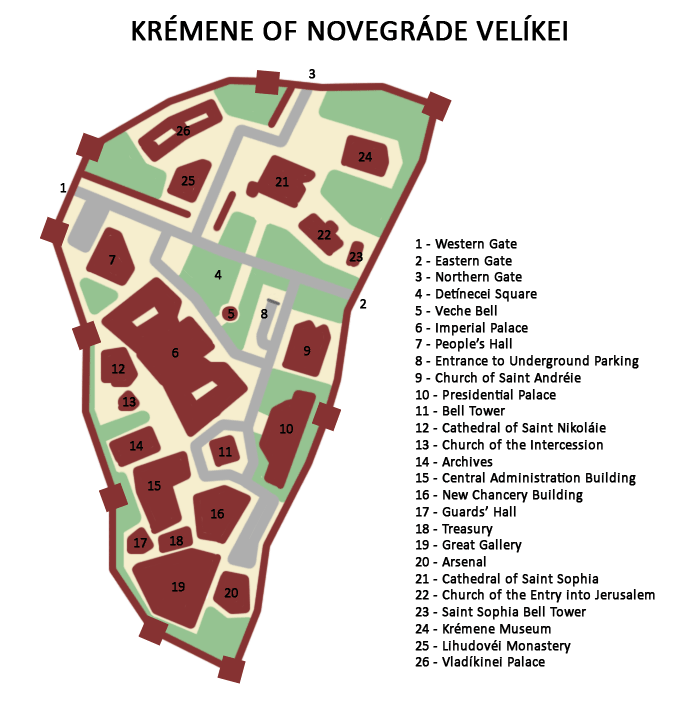 KRÉMENE OF NOVEGRÁDE VELÍKEI
3
26
24
25
21
1
22
23
7
4
2
5
8
6
9
12
13
10
14
11
15
16
17
18
19
20
1 - Western Gate
2 - Eastern Gate
3 - Northern Gate
4 - Detínecei Square
5 - Veche Bell
6 - Imperial Palace
7 - People's Hall
8 - Entrance to Underground Parking
9 - Church of Saint Andréie
10 - Presidential Palace
11 - Bell Tower
12 - Cathedral of Saint Nikoláie
13 - Church of the Intercession
14 - Archives
15 - Central Administration Building
16 - New Chancery Building
17 - Guards' Hall
18 - Treasury
19 - Great Gallery
20 - Arsenal
21 - Cathedral of Saint Sophia
22 - Church of the Entry into Jerusalem
23 - Saint Sophia Bell Tower
24 - Krémene Museum
25 - Lihudovéi Monastery
26 - Vladíkinei Palace